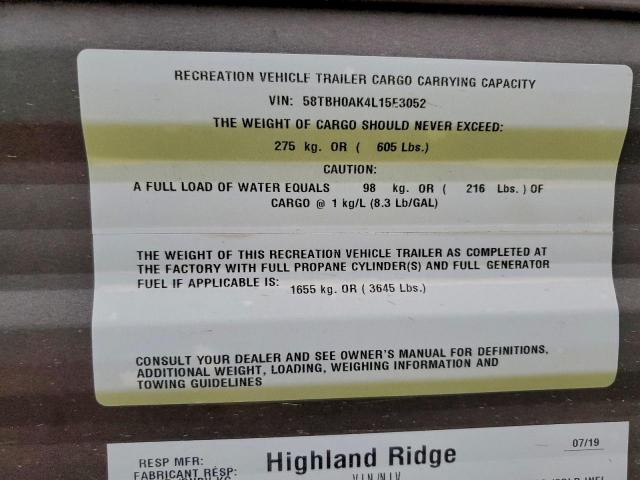 RECREATION VEHICLE TRAILER CARGO CARRYING CAPACITY
VIN: 58TBH0AK4L15F3052
THE WEIGHT OF CARGO SHOULD NEVER EXCEED:
275 kg. OR ( 605 Lbs.)
CAUTION:
A FULL LOAD OF WATER EQUALS 98 kg. OR ( 216 Lbs. ) OF
CARGO @ 1 kg/L (8.3 Lb/GAL)
THE WEIGHT OF THIS RECREATION VEHICLE TRAILER AS COMPLETED AT
THE FACTORY WITH FULL PROPANE CYLINDER(S) AND FULL GENERATOR
FUEL IF APPLICABLE IS: 1655 kg. OR ( 3645 Lbs.)
CONSULT YOUR DEALER AND SEE OWNER'S MANUAL FOR DEFINITIONS,
ADDITIONAL WEIGHT, LOADING, WEIGHING INFORMATION AND
TOWING GUIDELINES
RESP MFR: Highland Ridge 07/19
FABRICANT RESP:
V.I.N./N.I.V.